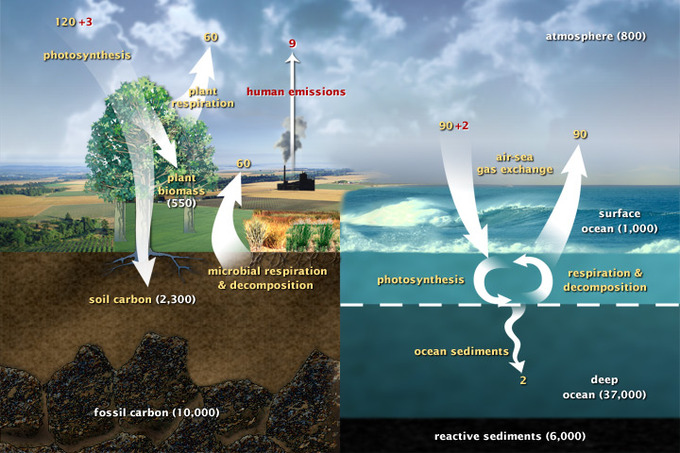 120 +3
photosynthesis
60
plant
respiration
9
human emissions
atmosphere (800)
plant
biomass
(550)
60
microbial respiration
& decomposition
soil carbon (2,300)
fossil carbon (10,000)
90+2
90
air-sea
gas exchange
surface
ocean (1,000)
photosynthesis
respiration &
decomposition
ocean sediments
2
deep
ocean (37,000)
reactive sediments (6,000)